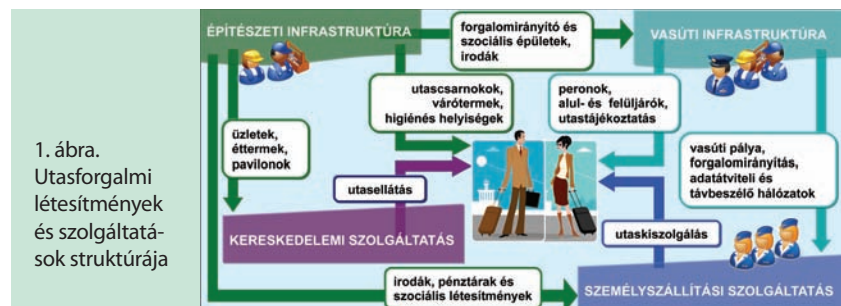 1. ábra.
Utasforgalmi
létesítmények
és szolgáltatá-
sok struktúrája
ÉPÍTÉSZETI INFRASTRUKTÚRA
forgalomirányító és
szociális épületek,
irodák
VASÚTI INFRASTRUKTÚRA
utascsarnokok,
várótermek,
higiénés helyiségek
peronok,
alul- és felüljárók,
utastájékoztatás
üzletek,
éttermek,
pavilonok
vasúti pálya,
forgalomirányítás,
adatátviteli és
távbeszélő hálózatok
utasellátás
utaskiszolgálás
KERESKEDELEMI SZOLGÁLTATÁS
irodák, pénztárak és
szociális létesítmények
SZEMÉLYSZÁLLÍTÁSI SZOLGÁLTATÁS